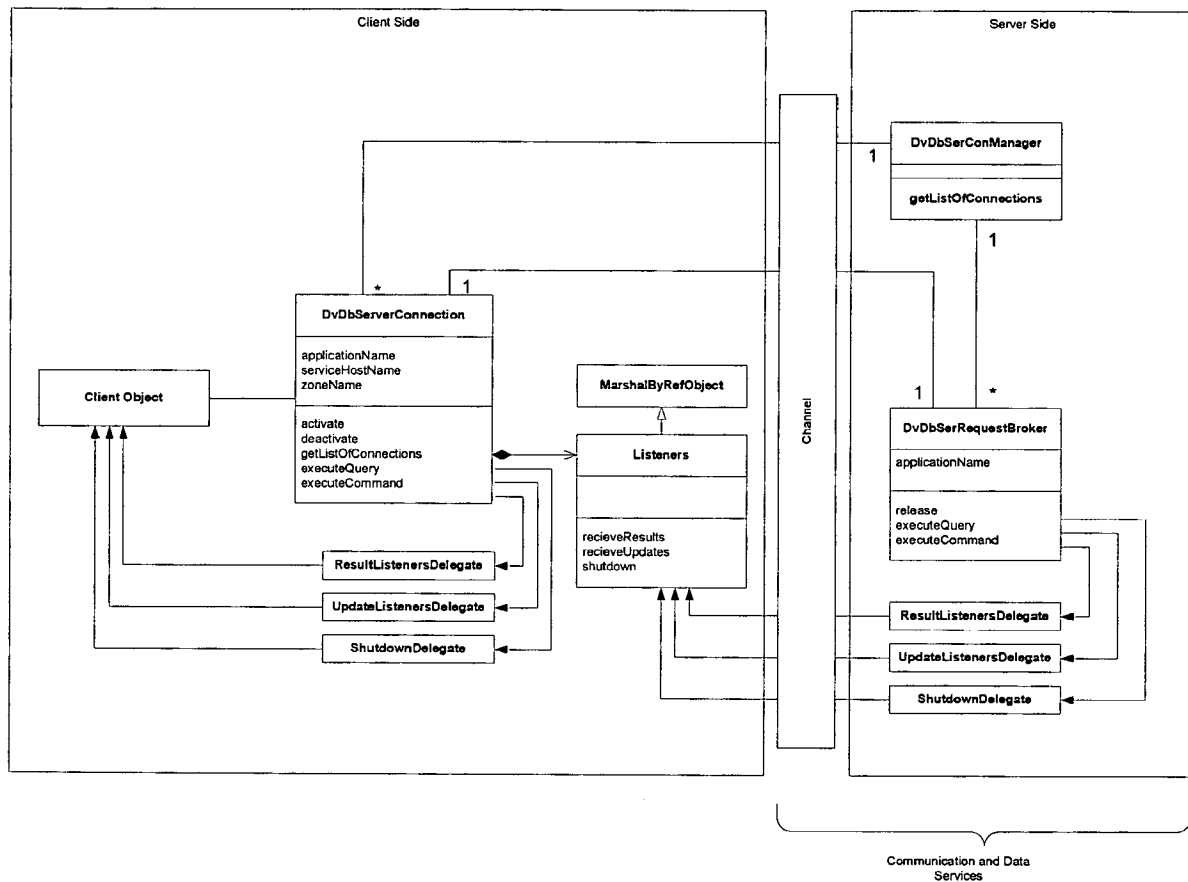 Client Side
Server Side
DvDbSerConManager
getListOfConnections
1
1
*
1
DvDbServerConnection
applicationName
serviceHostName
zoneName
activate
deactivate
getListOfConnections
executeQuery
executeCommand
Client Object
MarshalByRefObject
Listeners
recieveResults
recieveUpdates
shutdown
Channel
1
*
DvDbSerRequestBroker
applicationName
release
executeQuery
executeCommand
ResultListenersDelegate
UpdateListenersDelegate
ShutdownDelegate
ResultListenersDelegate
UpdateListenersDelegate
ShutdownDelegate
Communication and Data
Services